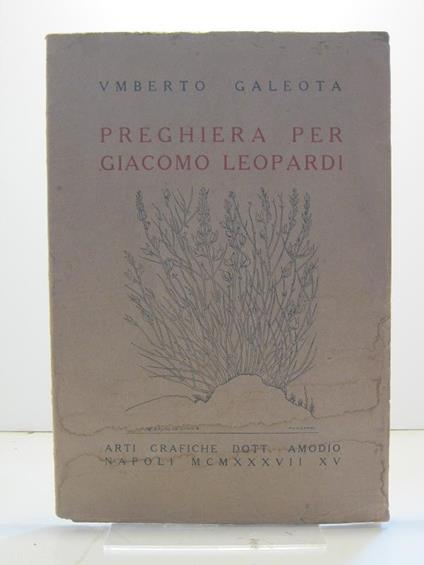 VMBERTO GALEOTA
PREGHIERA PER
GIACOMO LEOPARDI
ARTI GRAFICHE DOTT. AMODIO
NAPOLI MCMXXXVII XV